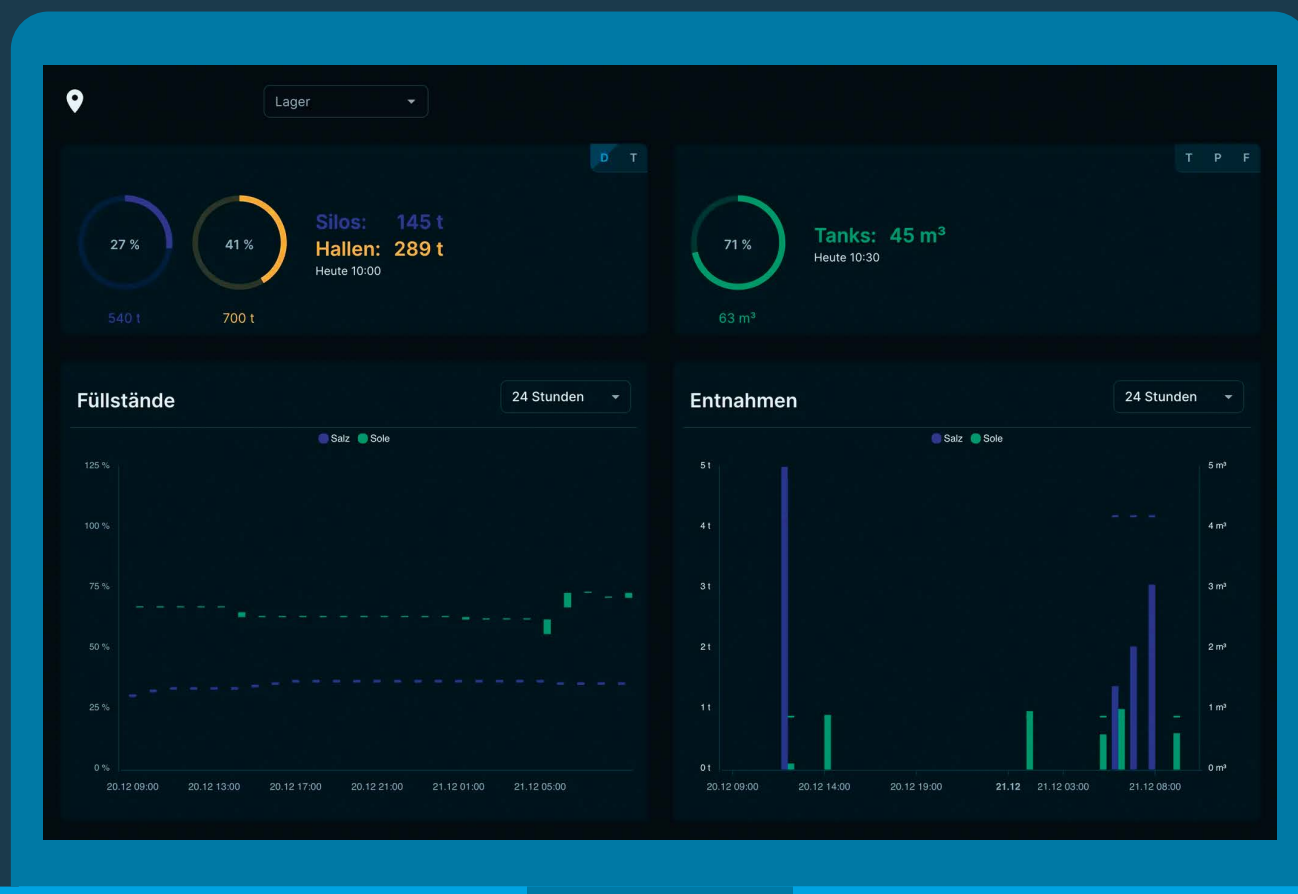 Lager
D T
27 %
41 %
Silos: 145 t
Hallen: 289 t
Heute 10:00
540 t
700 t
T P F
71 %
Tanks: 45 m³
Heute 10:30
63 m³
Füllstände
24 Stunden
Salz Sole
125 %
100 %
75 %
50 %
25 %
0 %
20.12 09:00 20.12 13:00 20.12 17:00 20.12 21:00 21.12 01:00 21.12 05:00
Entnahmen
24 Stunden
Salz Sole
5 t 5 m³
4 t 4 m³
3 t 3 m³
2 t 2 m³
1 t 1 m³
0 t 0 m³
20.12 09:00 20.12 14:00 20.12 19:00 21.12 21.12 03:00 21.12 08:00